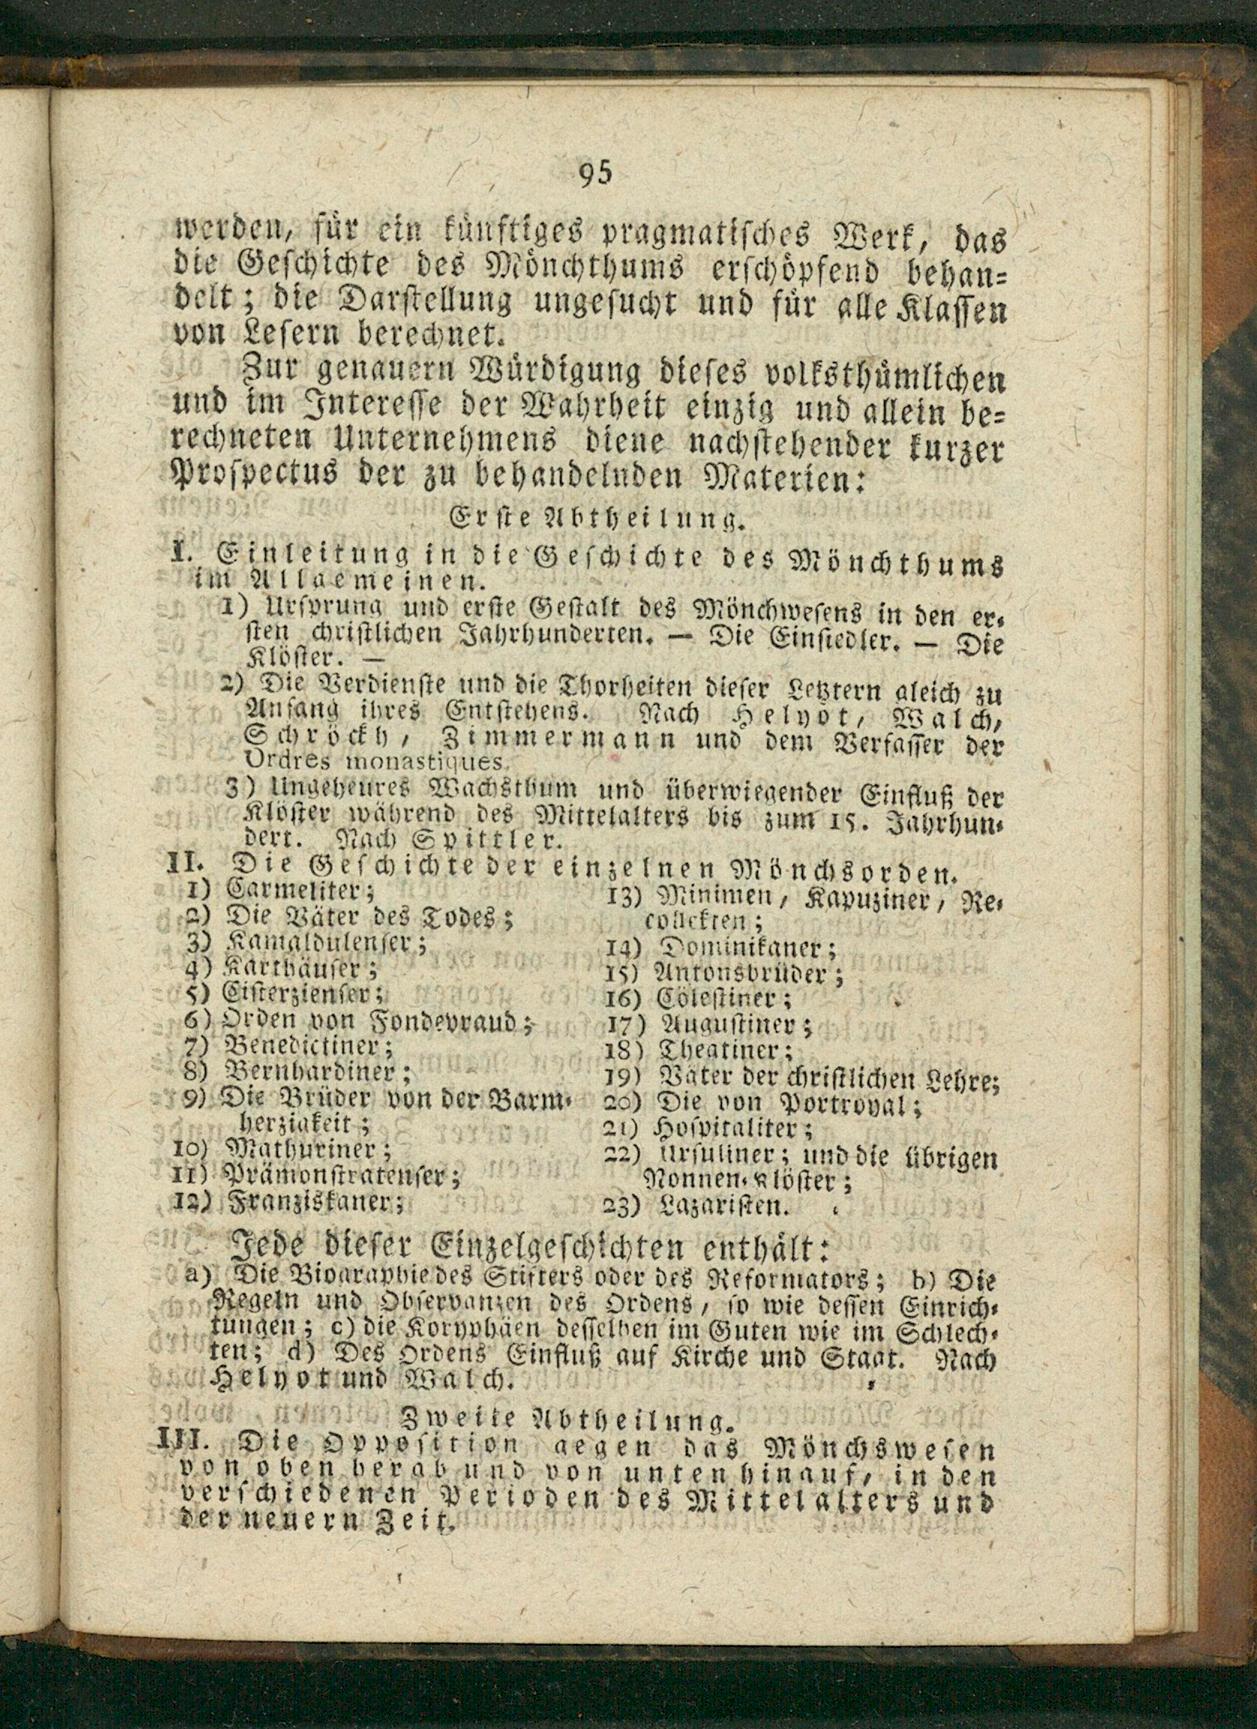 95
werden, für ein künftiges pragmatisches Werk, das
die Geschichte des Mönchthums erschöpfend behan-
delt; die Darstellung ungesucht und für alle Klassen
von Lesern berechnet.
Zur genauern Würdigung dieses volksthümlichen
und im Interesse der Wahrheit einzig und allein be-
rechneten Unternehmens diene nachstehender kurzer
Prospectus der zu behandelnden Materien:
Erste Abtheilung.
I. Einleitung in die Geschichte des Mönchthums
im Allgemeinen.
1) Ursprung und erste Gestalt des Mönchwesens in den er-
sten christlichen Jahrhunderten. — Die Einsiedler. — Die
Klöster. —
2) Die Verdienste und die Thorheiten dieser Letztern gleich zu
Anfang ihres Entstehens. Nach Helyot, Walch,
Schröckh, Zimmermann und dem Verfasser der
Ordres monastiques.
3) Ungeheures Wachsthum und überwiegender Einfluß der
Klöster während des Mittelalters bis zum 15. Jahrhun-
dert. Nach Spittler.
II. Die Geschichte der einzelnen Mönchsorden.
1) Carmeliter;
2) Die Väter des Todes;
3) Kamaldulenser;
4) Karthäuser;
5) Cisterzienser;
6) Orden von Fondevraud;
7) Benedictiner;
8) Bernhardiner;
9) Die Brüder von der Barm-
herzigkeit;
10) Mathuriner;
11) Prämonstratenser;
12) Franziskaner;
13) Minimen, Kapuziner, Re-
collekten;
14) Dominikaner;
15) Antonsbrüder;
16) Cölestiner;
17) Augustiner;
18) Theatiner;
19) Väter der christlichen Lehre;
20) Die von Portroyal;
21) Hospitaliter;
22) Ursuliner; und die übrigen
Nonnen-Klöster;
23) Lazaristen.
Jede dieser Einzelgeschichten enthält:
a) Die Biographie des Stifters oder des Reformators; b) Die
Regeln und Observanzen des Ordens, so wie dessen Einrich-
tungen; c) die Koryphäen desselben im Guten wie im Schlech-
ten; d) Des Ordens Einfluß auf Kirche und Staat. Nach
Helyot und Walch.
Zweite Abtheilung.
III. Die Opposition gegen das Mönchswesen
von oben herab und von unten hinauf, in den
verschiedenen Perioden des Mittelalters und
der neuern Zeit.